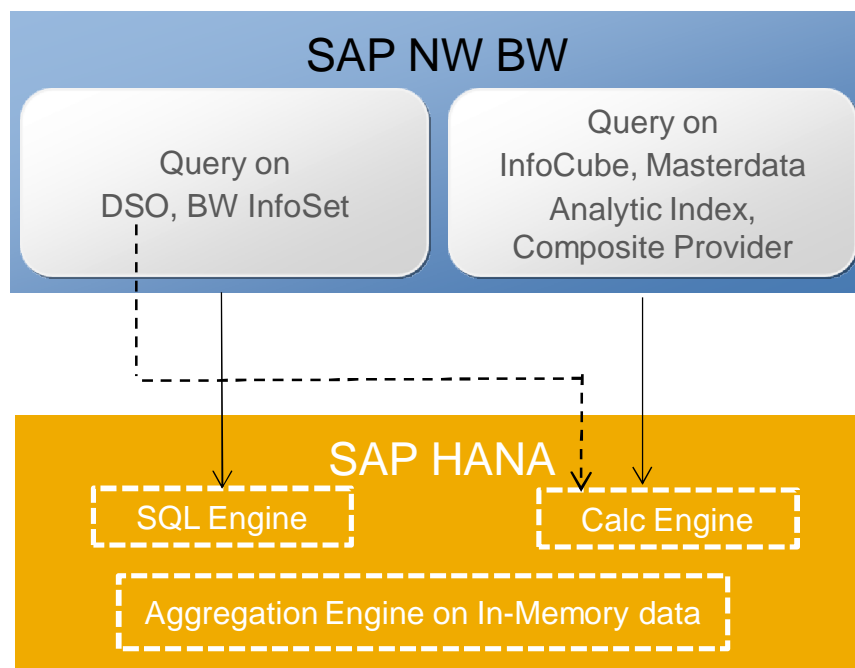 SAP NW BW
Query on
DSO, BW InfoSet
Query on
InfoCube, Masterdata
Analytic Index,
Composite Provider
SAP HANA
SQL Engine
Calc Engine
Aggregation Engine on In-Memory data